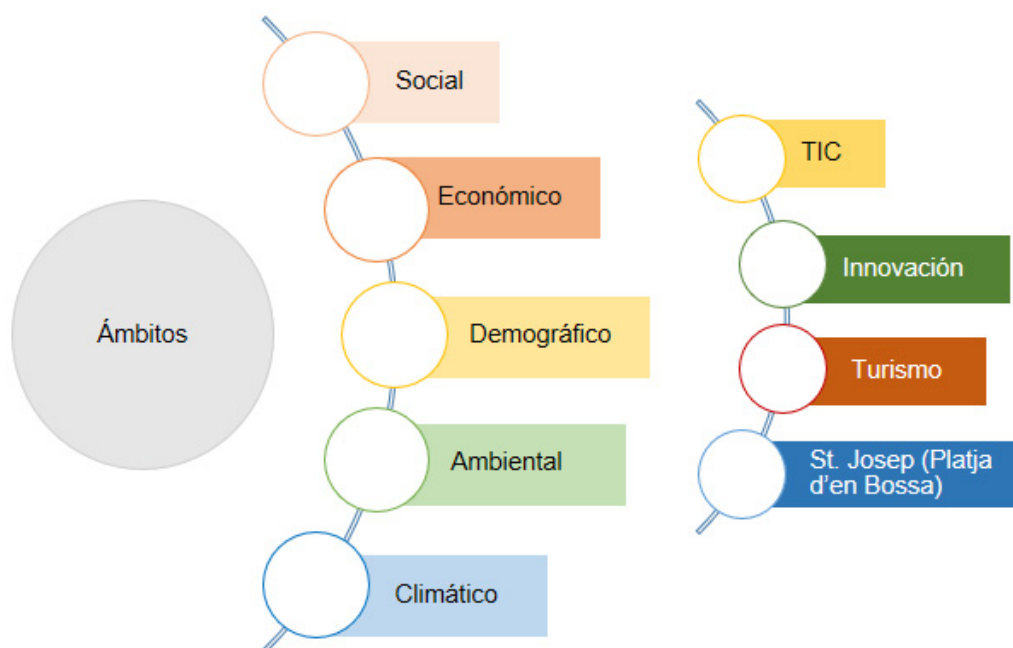 Ámbitos
Social
Económico
Demográfico
Ambiental
Climático
TIC
Innovación
Turismo
St. Josep (Platja
d’en Bossa)